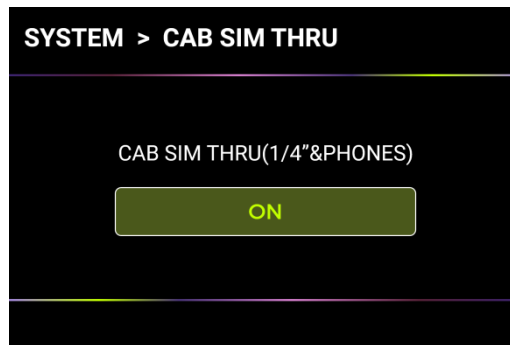 SYSTEM > CAB SIM THRU
CAB SIM THRU(1/4”&PHONES)
ON